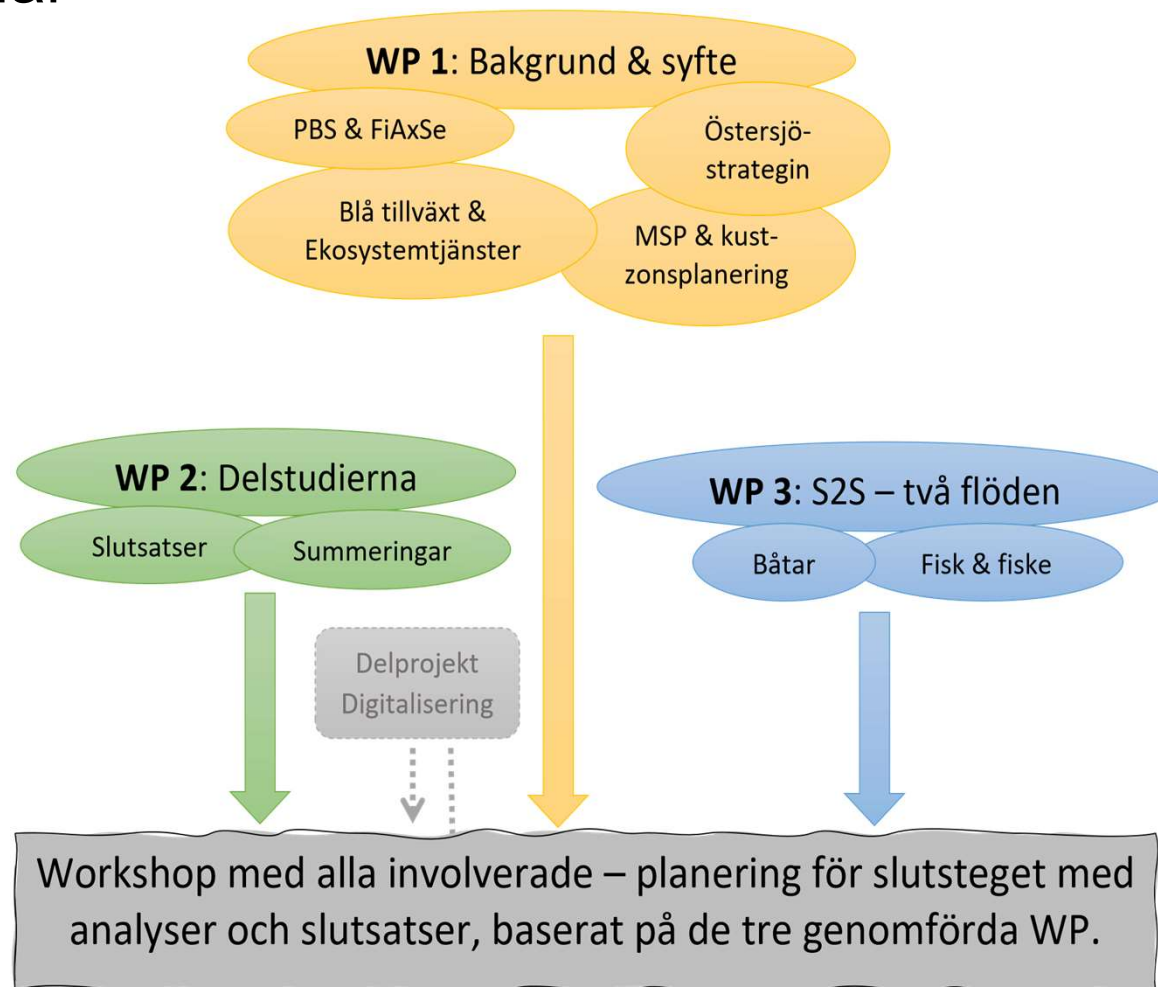 WP 1: Bakgrund & syfte
PBS & FiAxSe
Östersjö-
strategin
Blå tillväxt &
Ekosystemtjänster
MSP & kust-
zonsplanering
WP 2: Delstudierna
Slutsatser
Summeringar
WP 3: S2S – två flöden
Båtar
Fisk & fiske
Delprojekt
Digitalisering
Workshop med alla involverade – planering för slutsteget med
analyser och slutsatser, baserat på de tre genomförda WP.